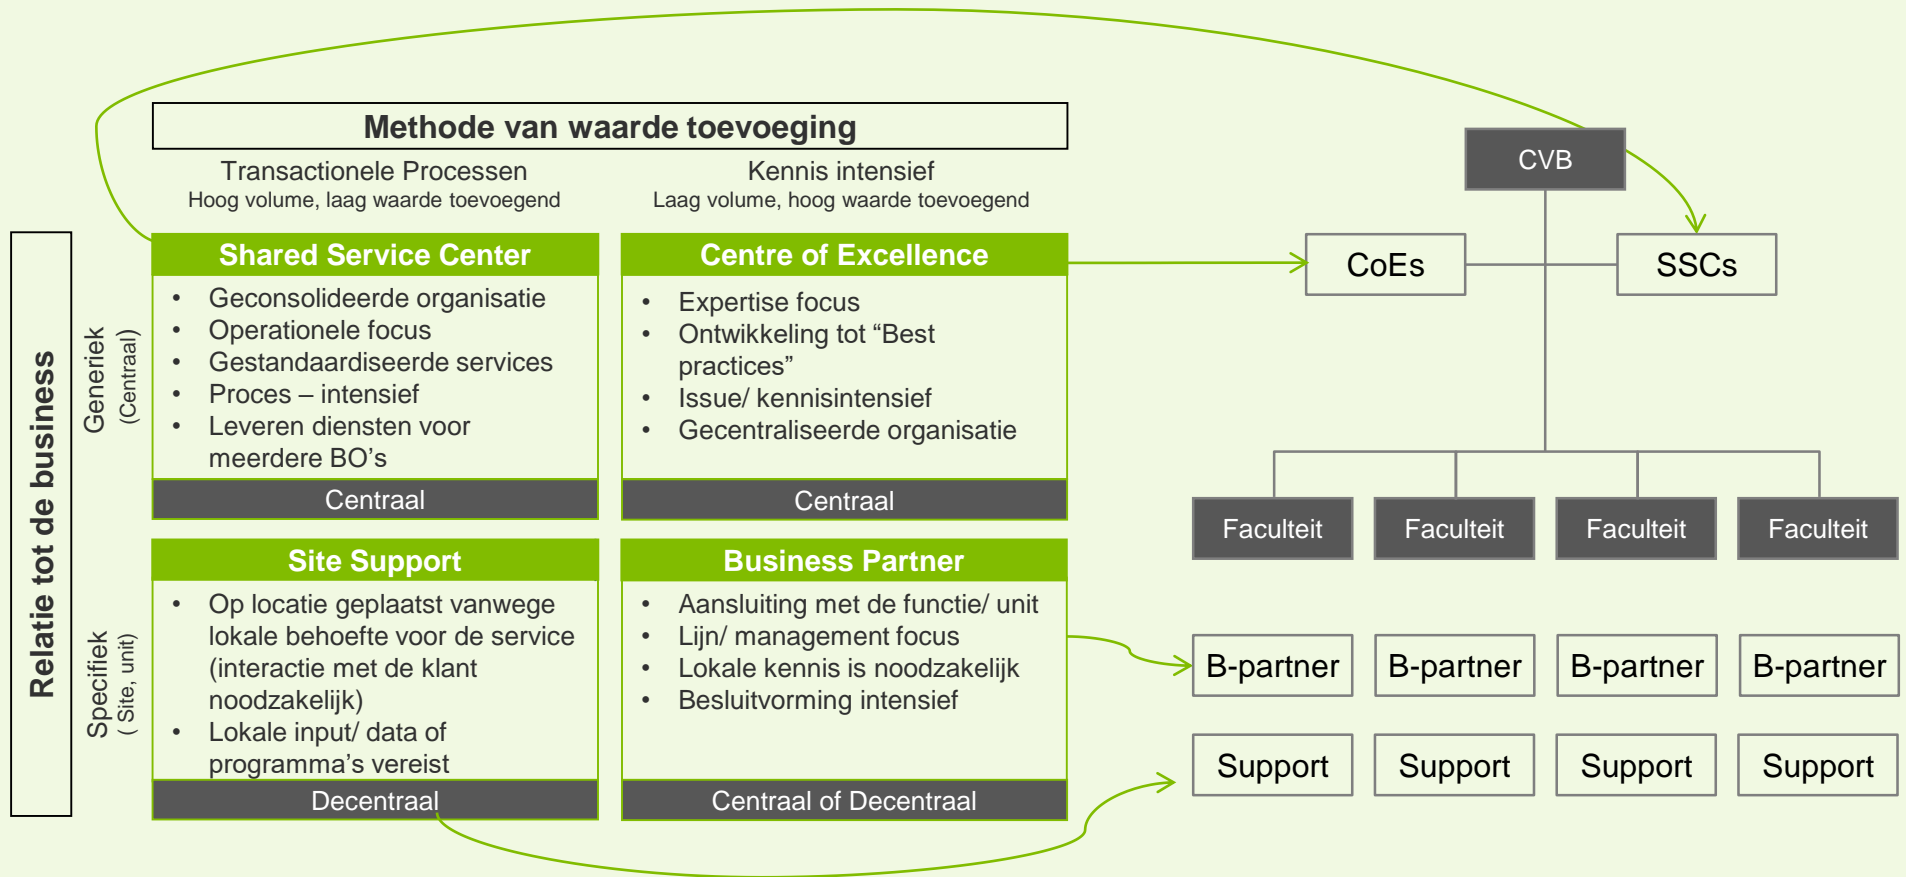 Methode van waarde toevoeging
Transactionele Processen
Hoog volume, laag waarde toevoegend
Kennis intensief
Laag volume, hoog waarde toevoegend
Relatie tot de business
Generiek
(Centraal)
Shared Service Center
• Geconsolideerde organisatie
• Operationele focus
• Gestandaardiseerde services
• Proces – intensief
• Leveren diensten voor
meerdere BO's
Centraal
Centre of Excellence
• Expertise focus
• Ontwikkeling tot “Best
practices”
• Issue/ kennisintensief
• Gecentraliseerde organisatie
Centraal
Specifiek
( Site, unit)
Site Support
• Op locatie geplaatst vanwege
lokale behoefte voor de service
(interactie met de klant
noodzakelijk)
• Lokale input/ data of
programma's vereist
Decentraal
Business Partner
• Aansluiting met de functie/ unit
• Lijn/ management focus
• Lokale kennis is noodzakelijk
• Besluitvorming intensief
Centraal of Decentraal
CVB
CoEs
SSCs
Faculteit
Faculteit
Faculteit
Faculteit
B-partner
B-partner
B-partner
B-partner
Support
Support
Support
Support